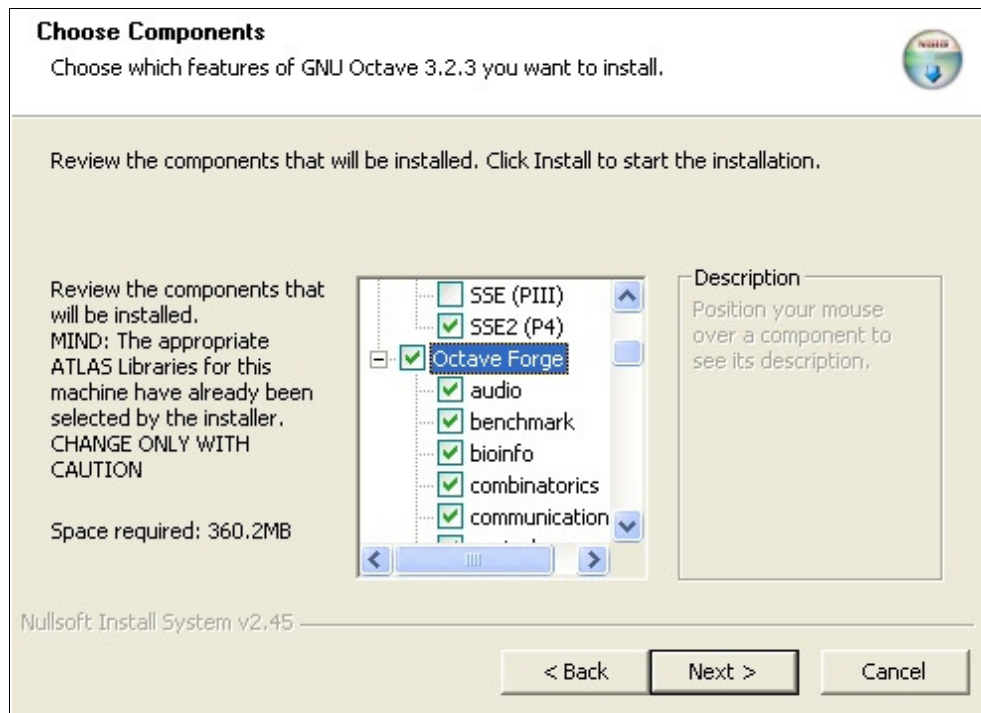 Choose Components
Choose which features of GNU Octave 3.2.3 you want to install.
Review the components that will be installed. Click Install to start the installation.
Review the components that
will be installed.
MIND: The appropriate
ATLAS Libraries for this
machine have already been
selected by the installer.
CHANGE ONLY WITH
CAUTION
Space required: 360.2MB
SSE (PIII)
SSE2 (P4)
Octave Forge
audio
benchmark
bioinfo
combinatorics
communication
Description
Position your mouse
over a component to
see its description.
Nullsoft Install System v2.45
< Back
Next >
Cancel